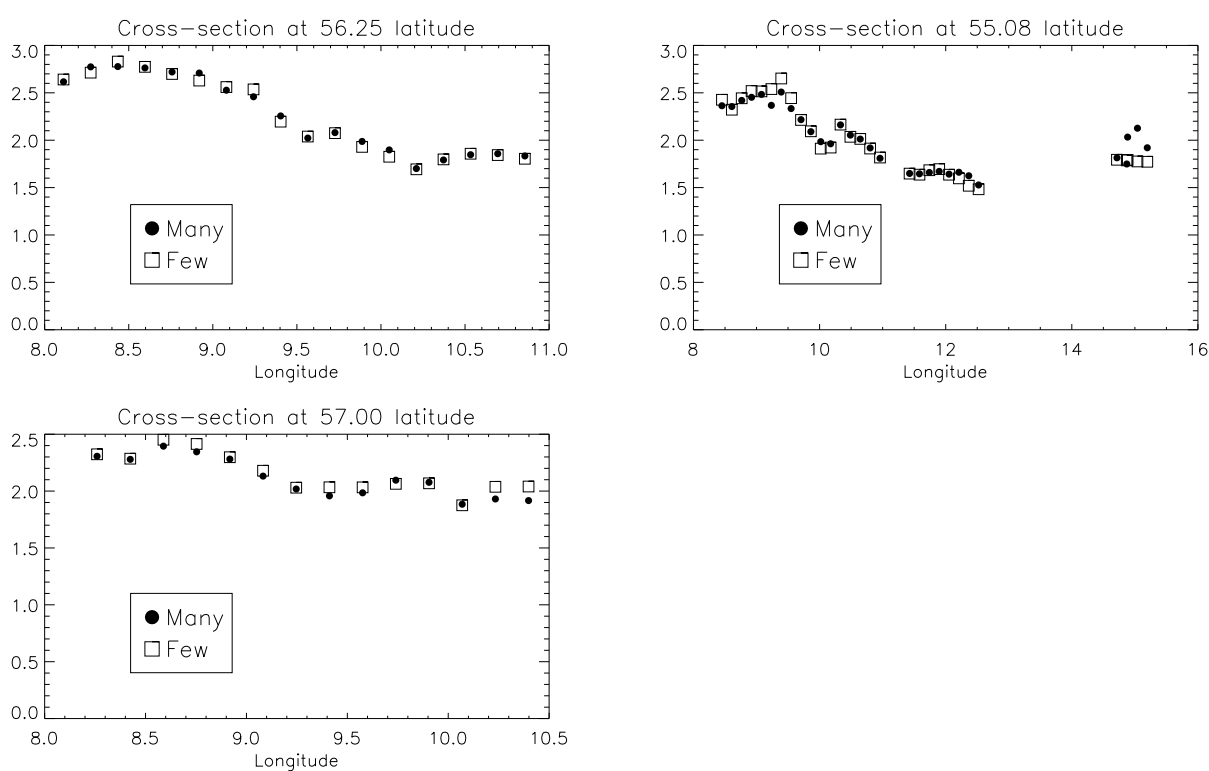 Cross-section at 56.25 latitude
3.0
2.5
2.0
1.5
1.0
0.5
0.0
Many
Few
8.0 8.5 9.0 9.5 10.0 10.5 11.0
Longitude
Cross-section at 55.08 latitude
3.0
2.5
2.0
1.5
1.0
0.5
0.0
Many
Few
8 10 12 14 16
Longitude
Cross-section at 57.00 latitude
2.5
2.0
1.5
1.0
0.5
0.0
Many
Few
8.0 8.5 9.0 9.5 10.0 10.5
Longitude